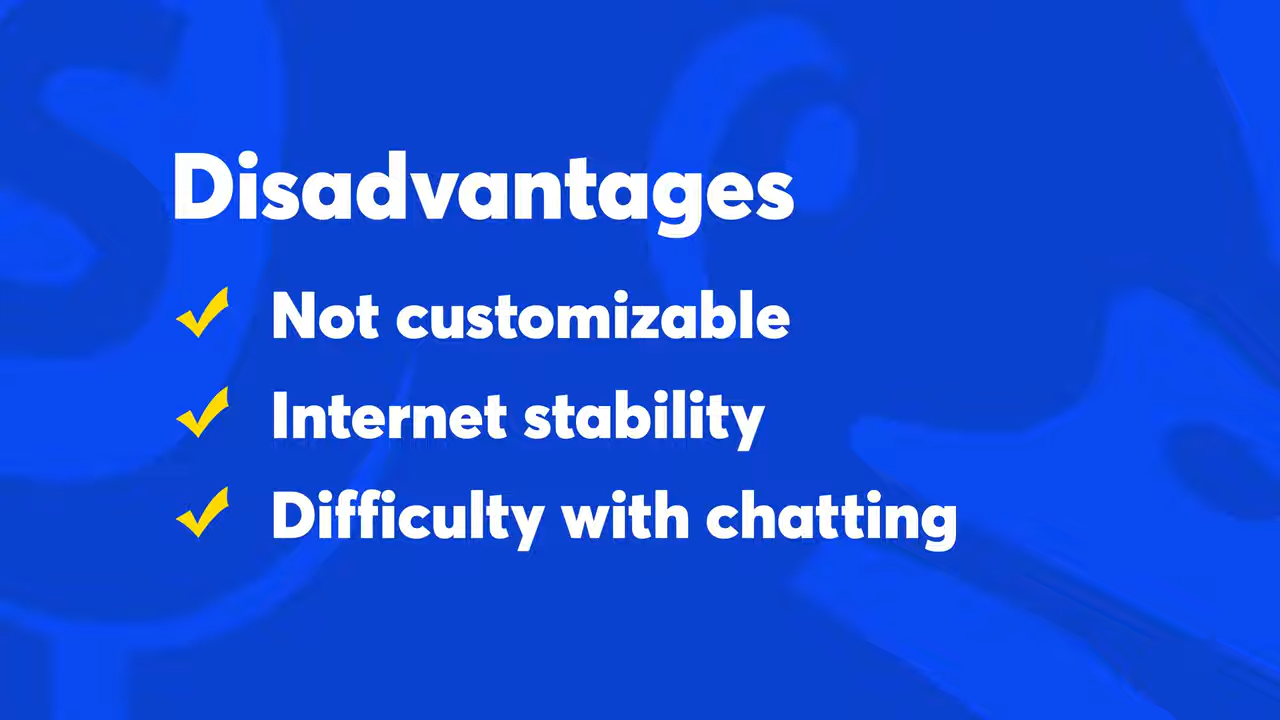 Disadvantages
Not customizable
Internet stability
Difficulty with chatting